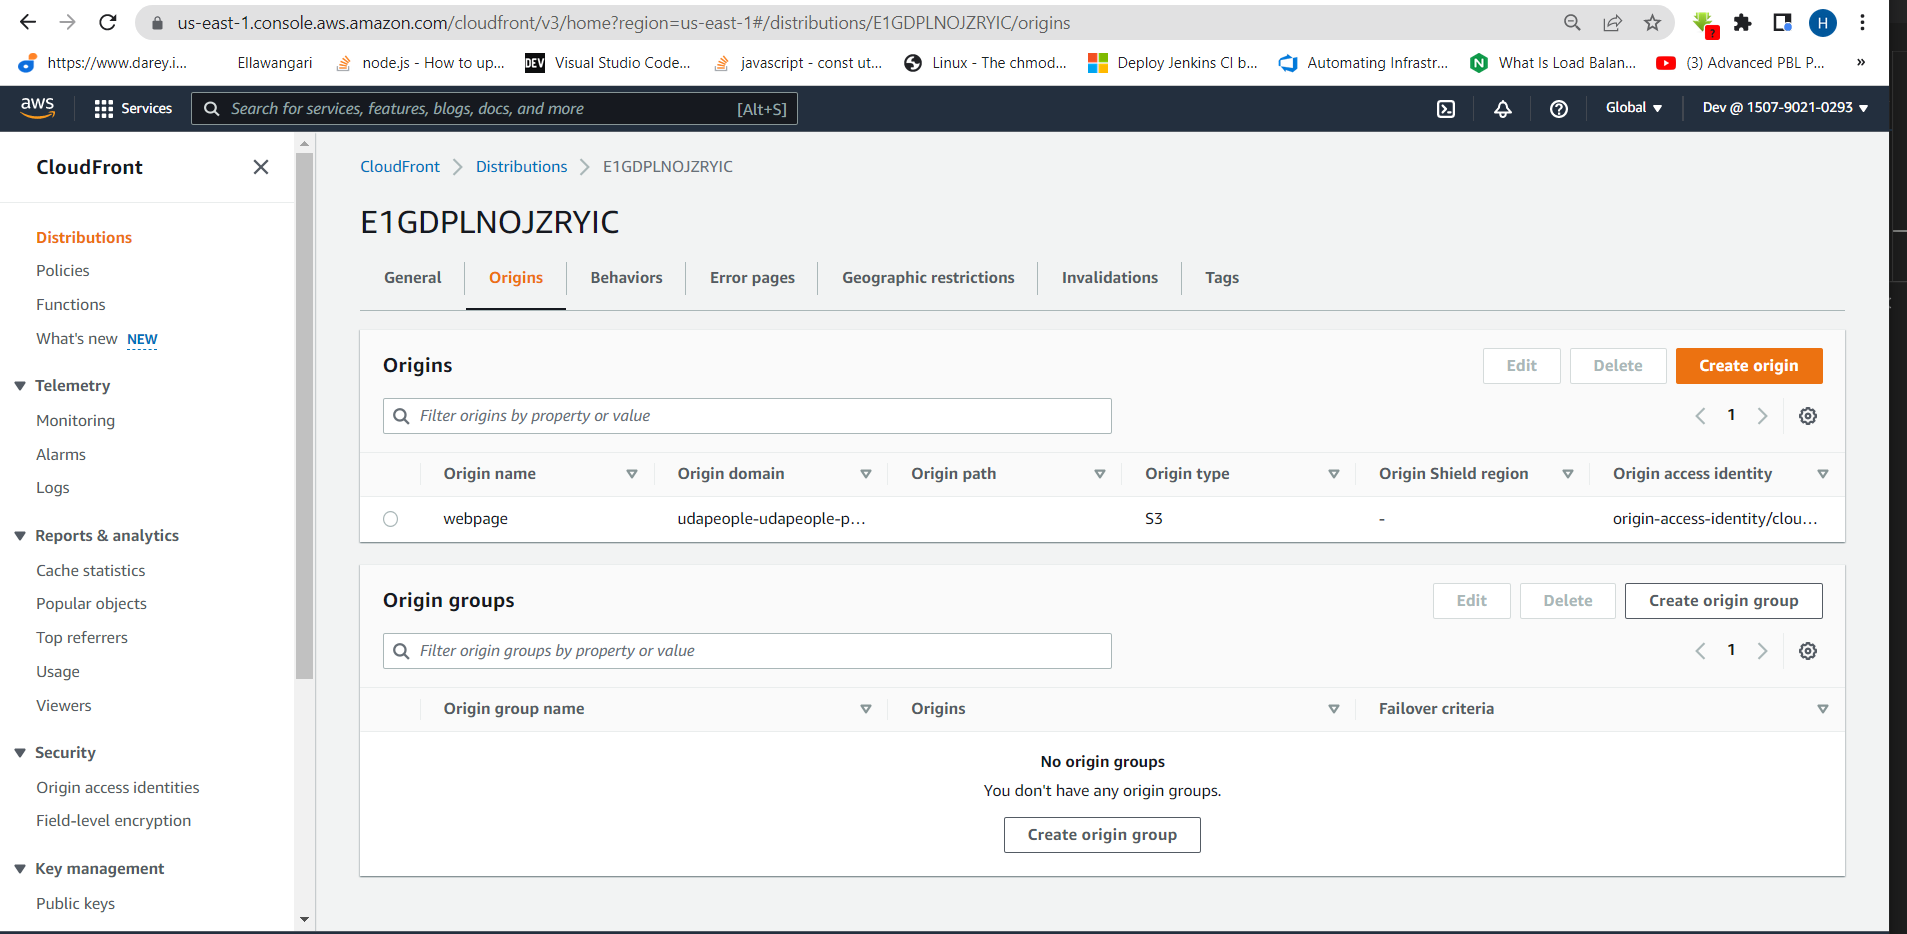 us-east-1.console.aws.amazon.com/cloudfront/v3/home?region=us-east-1#/distributions/E1GDPLNOJZRYIC/origins
? H
https://www.darey.i... Ellawangari node.js - How to up... DEV Visual Studio Code... javascript - const ut... Linux - The chmod... Deploy Jenkins CI b... Automating Infrastr... N What Is Load Balan... (3) Advanced PBL P... »
aws Services Search for services, features, blogs, docs, and more [Alt+S] Global Dev @ 1507-9021-0293
CloudFront
Distributions
Policies
Functions
What's new NEW
Telemetry
Monitoring
Alarms
Logs
Reports & analytics
Cache statistics
Popular objects
Top referrers
Usage
Viewers
Security
Origin access identities
Field-level encryption
Key management
Public keys
CloudFront Distributions E1GDPLNOJZRYIC
E1GDPLNOJZRYIC
General Origins Behaviors Error pages Geographic restrictions Invalidations Tags
Origins Edit Delete Create origin
Filter origins by property or value 1
Origin name Origin domain Origin path Origin type Origin Shield region Origin access identity
webpage udapeople-udapeople-p... S3 - origin-access-identity/clou...
Origin groups Edit Delete Create origin group
Filter origin groups by property or value 1
Origin group name Origins Failover criteria
No origin groups
You don't have any origin groups.
Create origin group